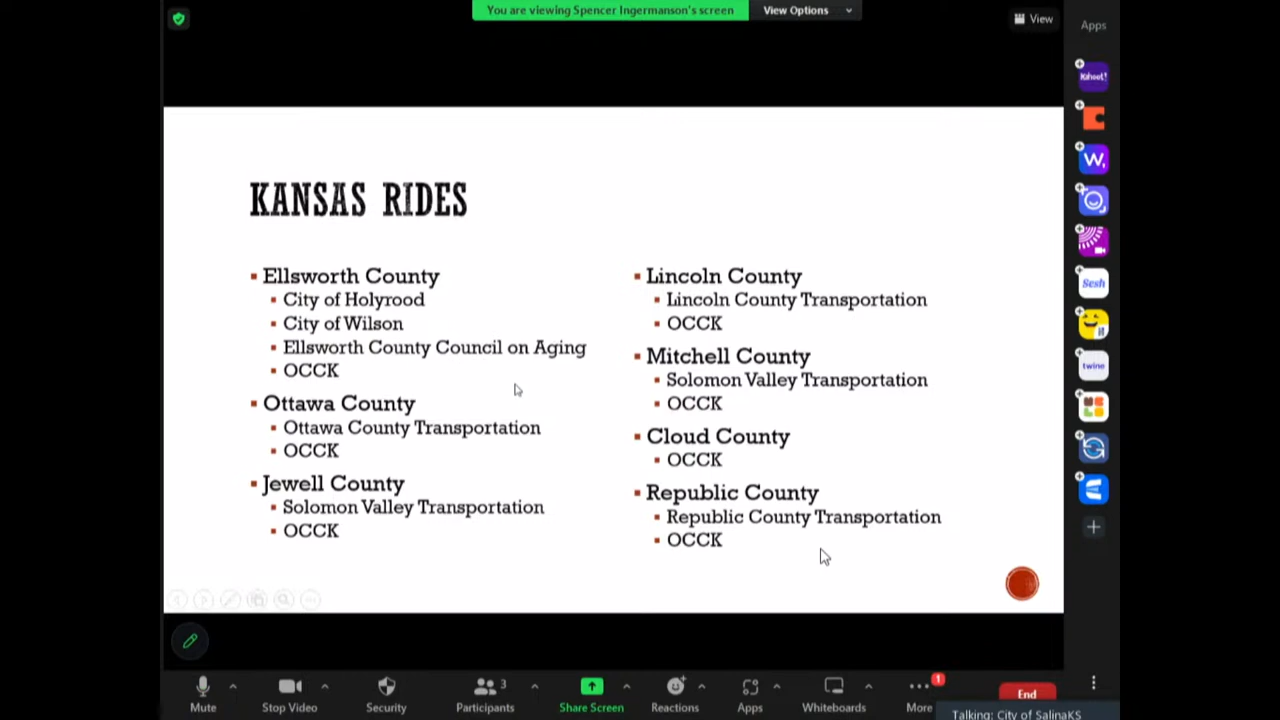 You are viewing Spencer Ingermanson's screen
View Options
View
Apps
Kahoot!
W
Sesh
twine
KANSAS RIDES
Ellsworth County
City of Holyrood
City of Wilson
Ellsworth County Council on Aging
OCCK
Ottawa County
Ottawa County Transportation
OCCK
Jewell County
Solomon Valley Transportation
OCCK
Lincoln County
Lincoln County Transportation
OCCK
Mitchell County
Solomon Valley Transportation
OCCK
Cloud County
OCCK
Republic County
Republic County Transportation
OCCK
Mute
Stop Video
Security
Participants
3
Share Screen
Reactions
Apps
Whiteboards
More
1
End
Talking: City of SalinaKS